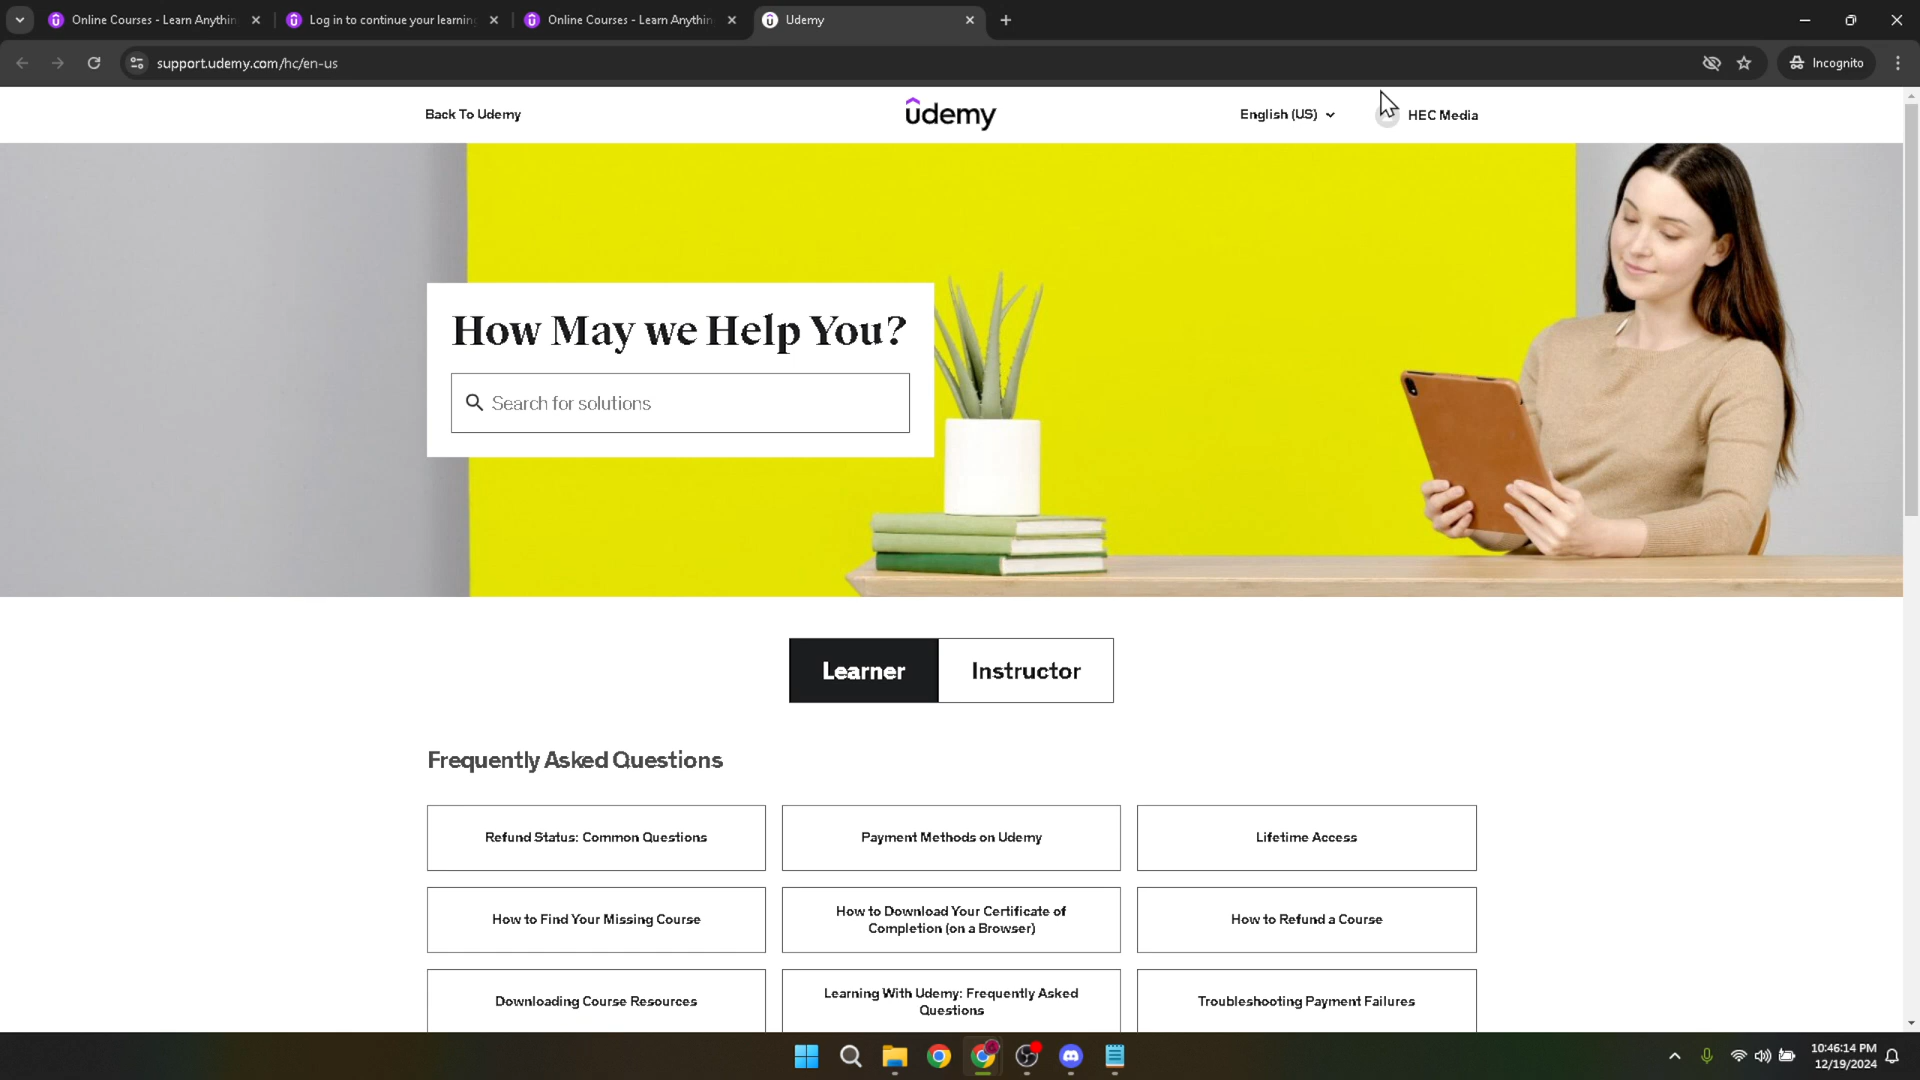 Online Courses - Learn Anythin
Log in to continue your learning
Online Courses - Learn Anythin
Udemy
support.udemy.com/hc/en-us
Incognito
Back To Udemy
ûdemy
English (US)
HEC Media
How May we Help You?
Search for solutions
Learner
Instructor
Frequently Asked Questions
Refund Status: Common Questions
Payment Methods on Udemy
Lifetime Access
How to Find Your Missing Course
How to Download Your Certificate of
Completion (on a Browser)
How to Refund a Course
Downloading Course Resources
Learning With Udemy: Frequently Asked
Questions
Troubleshooting Payment Failures
10:46:14 PM
12/19/2024